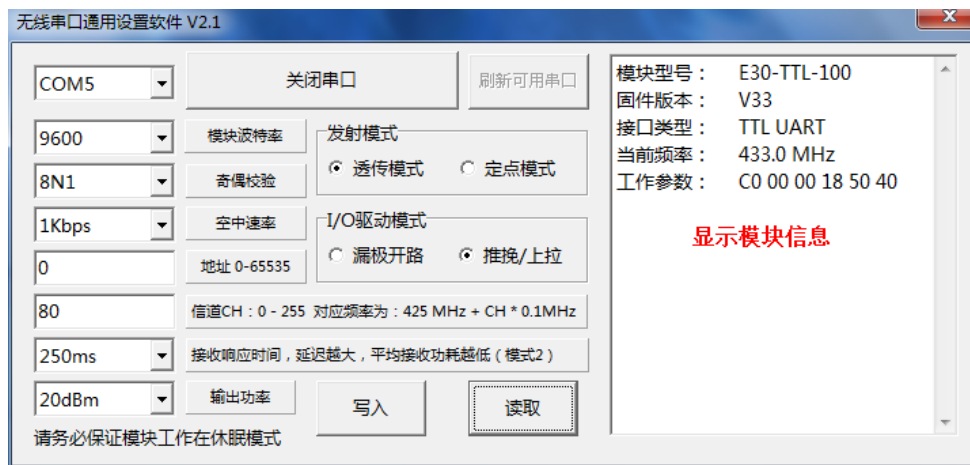 无线串口通用设置软件 V2.1
COM5
关闭串口
刷新可用串口
9600
模块波特率
发射模式
透传模式
定点模式
8N1
奇偶校验
1Kbps
空中速率
I/O驱动模式
漏极开路
推挽/上拉
0
地址 0-65535
80
信道CH：0 - 255 对应频率为：425 MHz + CH * 0.1MHz
250ms
接收响应时间，延迟越大，平均接收功耗越低（模式2）
20dBm
输出功率
写入
读取
请务必保证模块工作在休眠模式
模块型号： E30-TTL-100
固件版本： V33
接口类型： TTL UART
当前频率： 433.0 MHz
工作参数： C0 00 00 18 50 40
显示模块信息